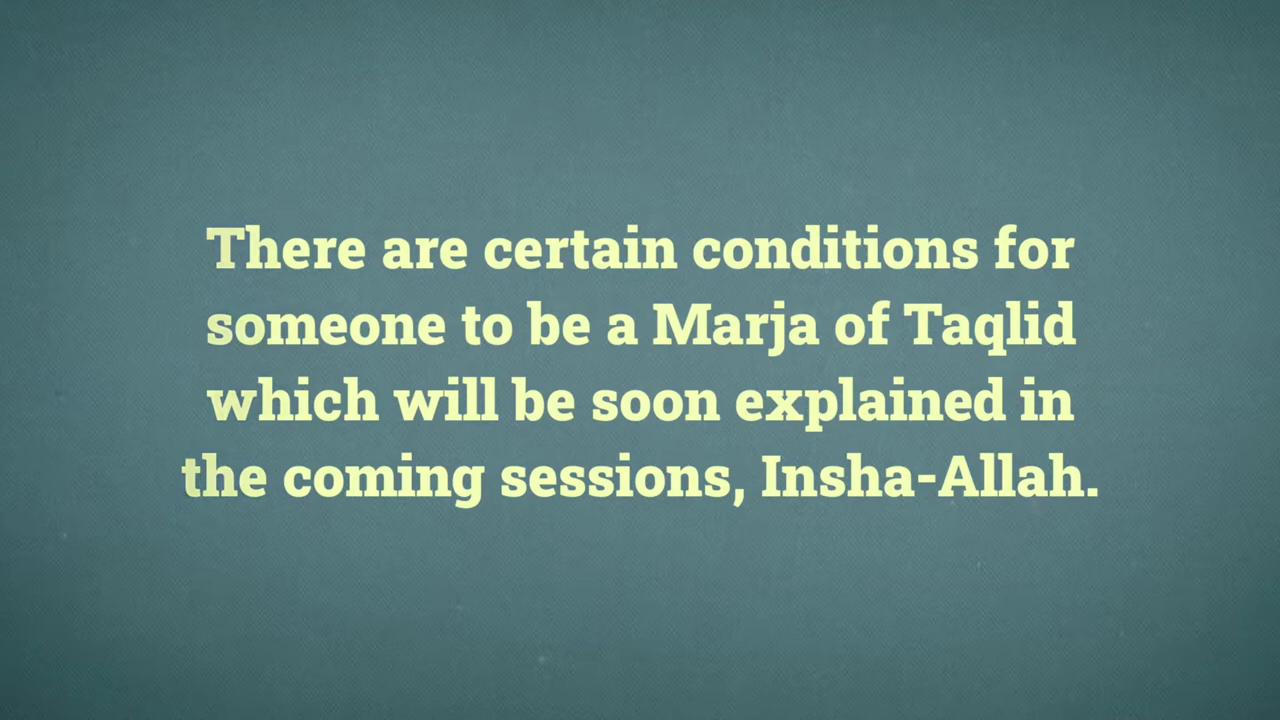 There are certain conditions for
someone to be a Marja of Taqlid
which will be soon explained in
the coming sessions, Insha-Allah.